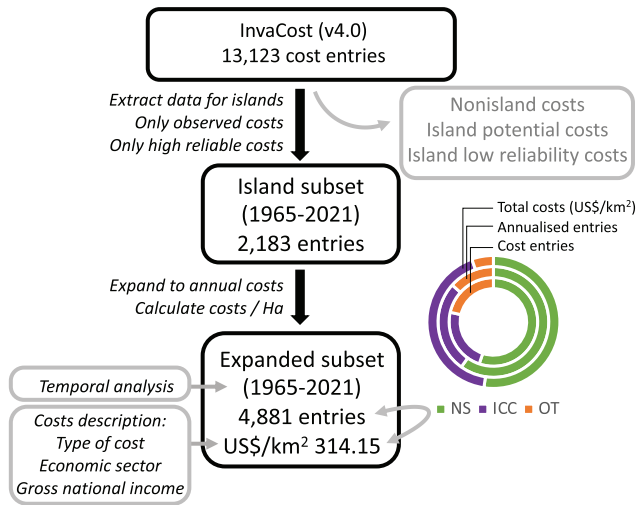 InvaCost (v4.0)
13,123 cost entries
Extract data for islands
Only observed costs
Only high reliable costs
Nonisland costs
Island potential costs
Island low reliability costs
Island subset
(1965-2021)
2,183 entries
Total costs (US$/km²)
Annualised entries
Cost entries
Expand to annual costs
Calculate costs / Ha
Expanded subset
(1965-2021)
4,881 entries
US$/km² 314.15
NS ICC OT
Temporal analysis
Costs description:
Type of cost
Economic sector
Gross national income